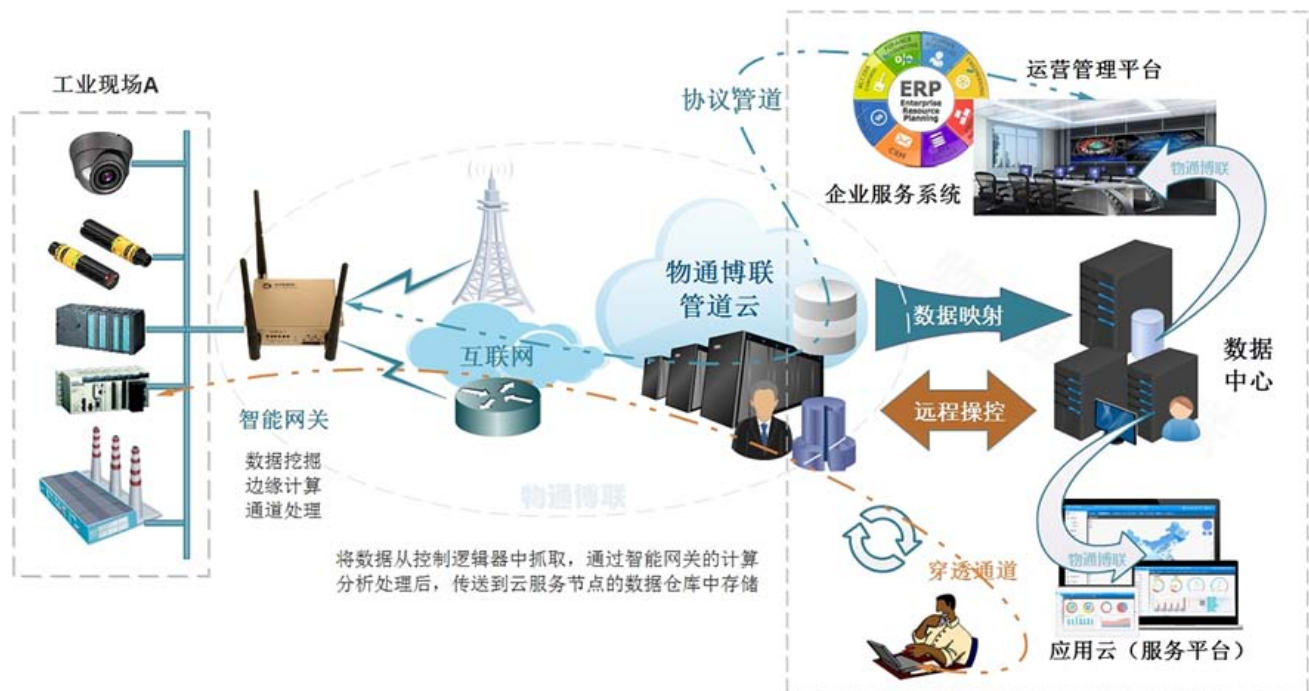 工业现场A
协议管道
ERP
Enterprise
Resource
Planning
CRM
运营管理平台
企业服务系统
物通博联
物通博联
管道云
互联网
数据映射
远程操控
数据
中心
智能网关
数据挖掘
边缘计算
通道处理
物通博联
将数据从控制逻辑器中抓取，通过智能网关的计算
分析处理后，传送到云服务节点的数据仓库中存储
穿透通道
物通博联
应用云（服务平台）